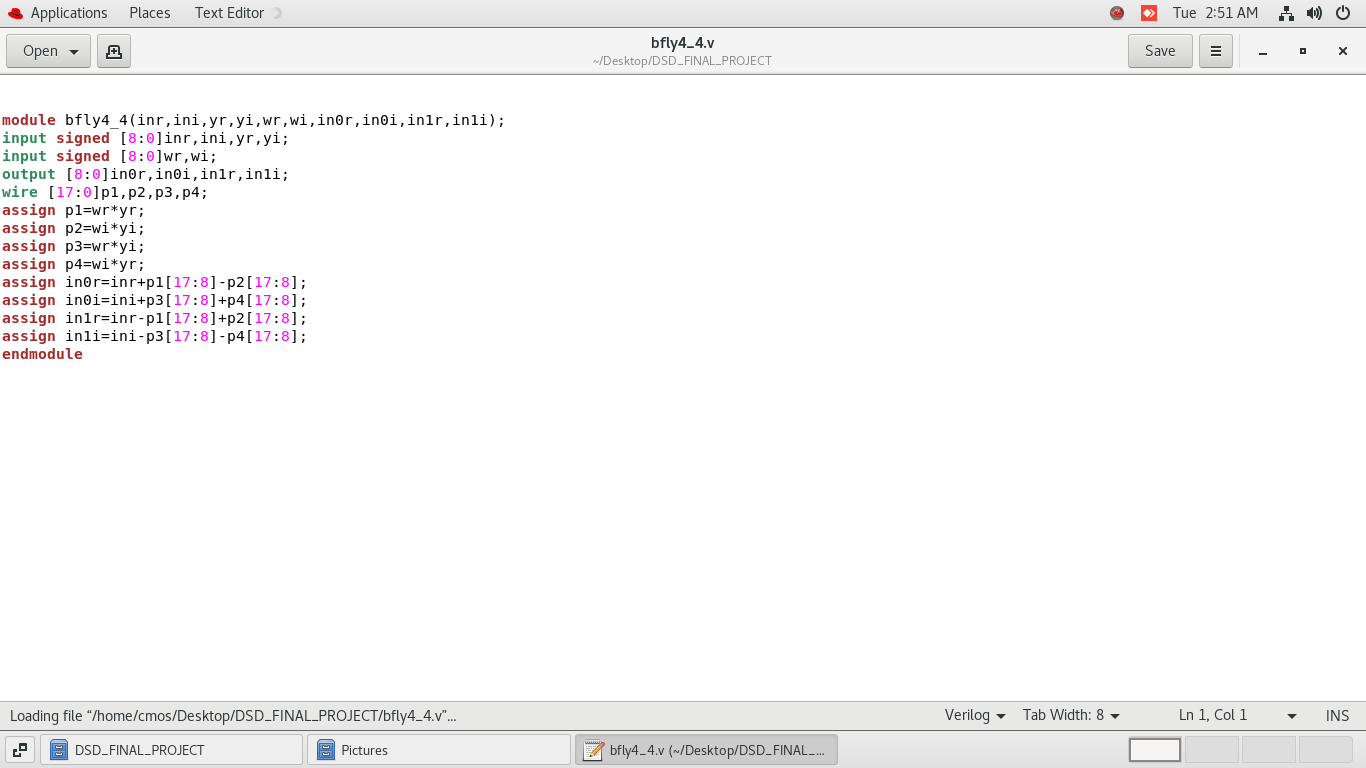 Applications Places Text Editor Tue 2:51 AM
Open bfly4_4.v Save
~/Desktop/DSD_FINAL_PROJECT
module bfly4_4(inr,ini,yr,yi,wr,wi,in0r,in0i,in1r,in1i);
input signed [8:0]inr,ini,yr,yi;
input signed [8:0]wr,wi;
output [8:0]in0r,in0i,in1r,in1i;
wire [17:0]p1,p2,p3,p4;
assign p1=wr*yr;
assign p2=wi*yi;
assign p3=wr*yi;
assign p4=wi*yr;
assign in0r=inr+p1[17:8]-p2[17:8];
assign in0i=ini+p3[17:8]+p4[17:8];
assign in1r=inr-p1[17:8]+p2[17:8];
assign in1i=ini-p3[17:8]-p4[17:8];
endmodule
Loading file “/home/cmos/Desktop/DSD_FINAL_PROJECT/bfly4_4.v”... Verilog Tab Width: 8 Ln 1, Col 1 INS
DSD_FINAL_PROJECT Pictures bfly4_4.v (~/Desktop/DSD_FINAL_...